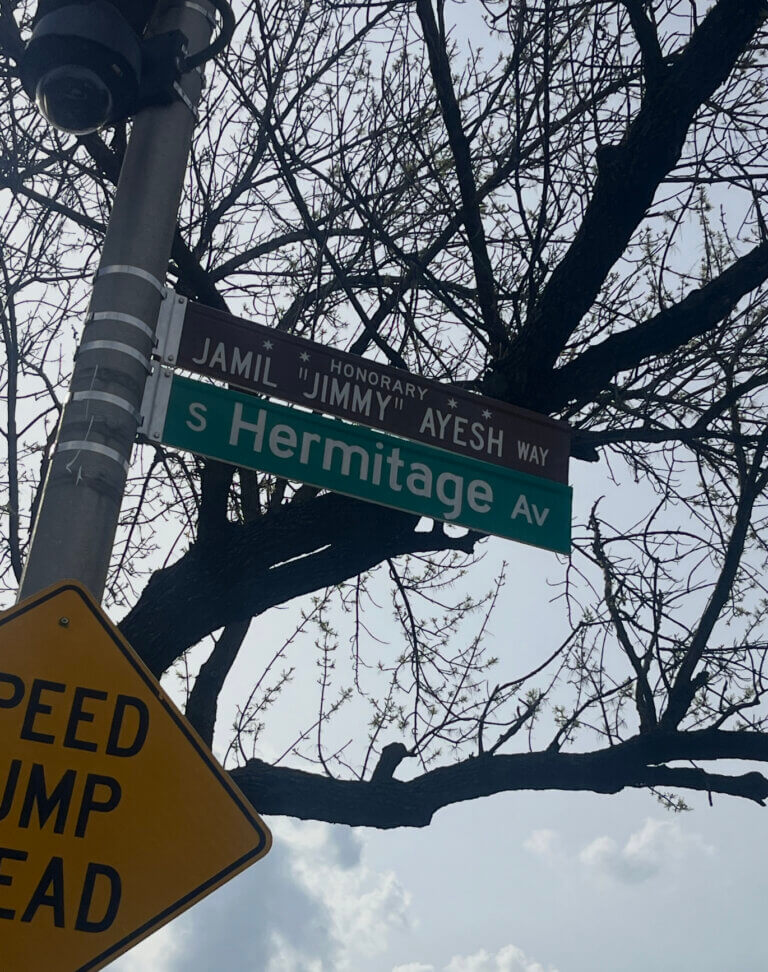 HONORARY
JAMIL "JIMMY" AYESH WAY
S Hermitage Av
PEED
UMP
EAD